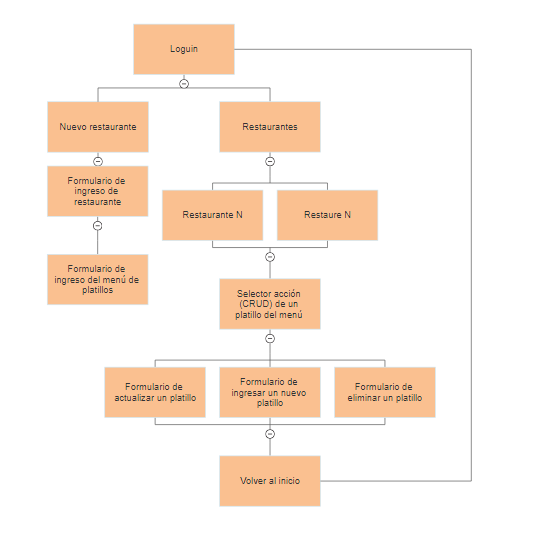 Loguin
Nuevo restaurante
Restaurantes
Formulario de
ingreso de
restaurante
Restaurante N
Restaure N
Formulario de
ingreso del menú de
platillos
Selector acción
(CRUD) de un
platillo del menú
Formulario de
actualizar un platillo
Formulario de
ingresar un nuevo
platillo
Formulario de
eliminar un platillo
Volver al inicio